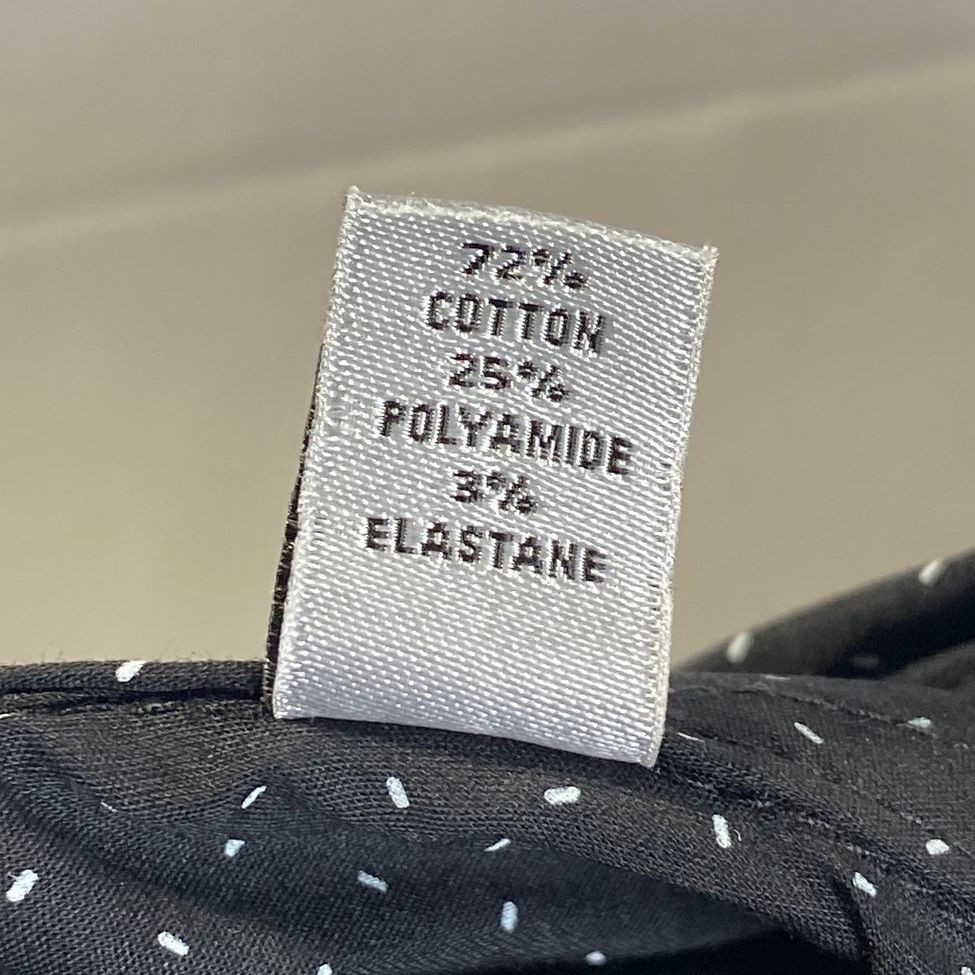 72%
COTTON
25%
POLYAMIDE
3%
ELASTANE